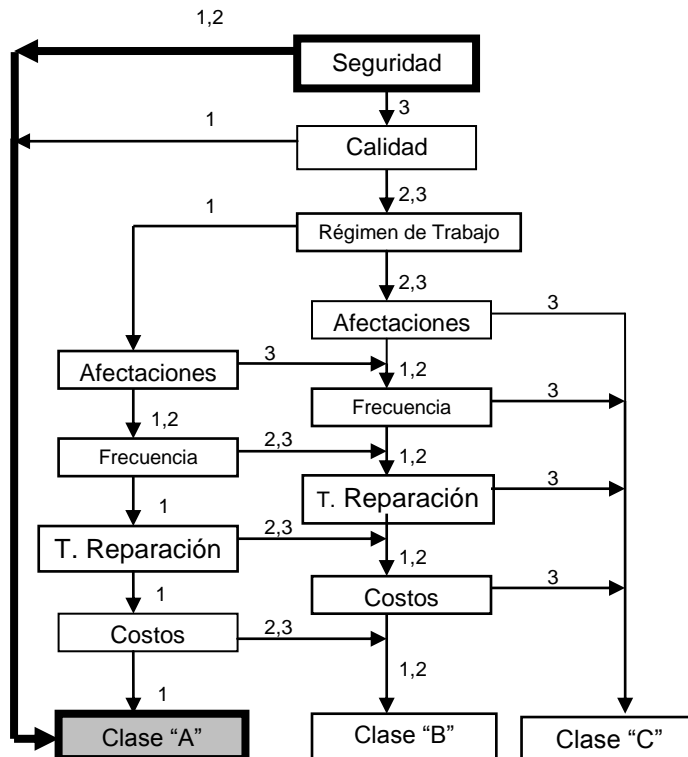 1,2
Seguridad
3
1
Calidad
2,3
1
Régimen de Trabajo
2,3
3
Afectaciones
3
Afectaciones
1,2
3
1,2
Frecuencia
2,3
3
Frecuencia
1,2
1
3
T. Reparación
2,3
T. Reparación
1,2
3
1
Costos
2,3
Costos
1,2
1
Clase “A”
Clase “B”
Clase “C”